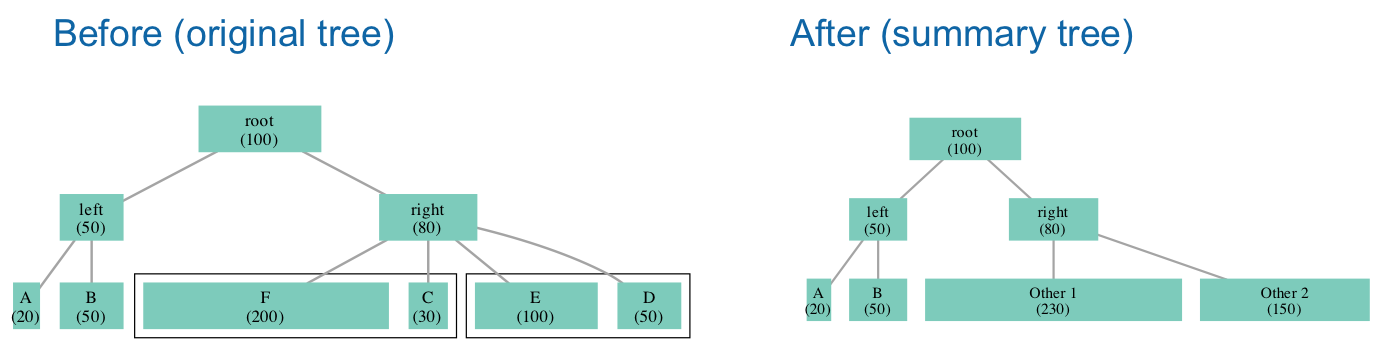 Before (original tree)
After (summary tree)
root
(100)
left
(50)
right
(80)
A
(20)
B
(50)
F
(200)
C
(30)
E
(100)
D
(50)
root
(100)
left
(50)
right
(80)
A
(20)
B
(50)
Other 1
(230)
Other 2
(150)